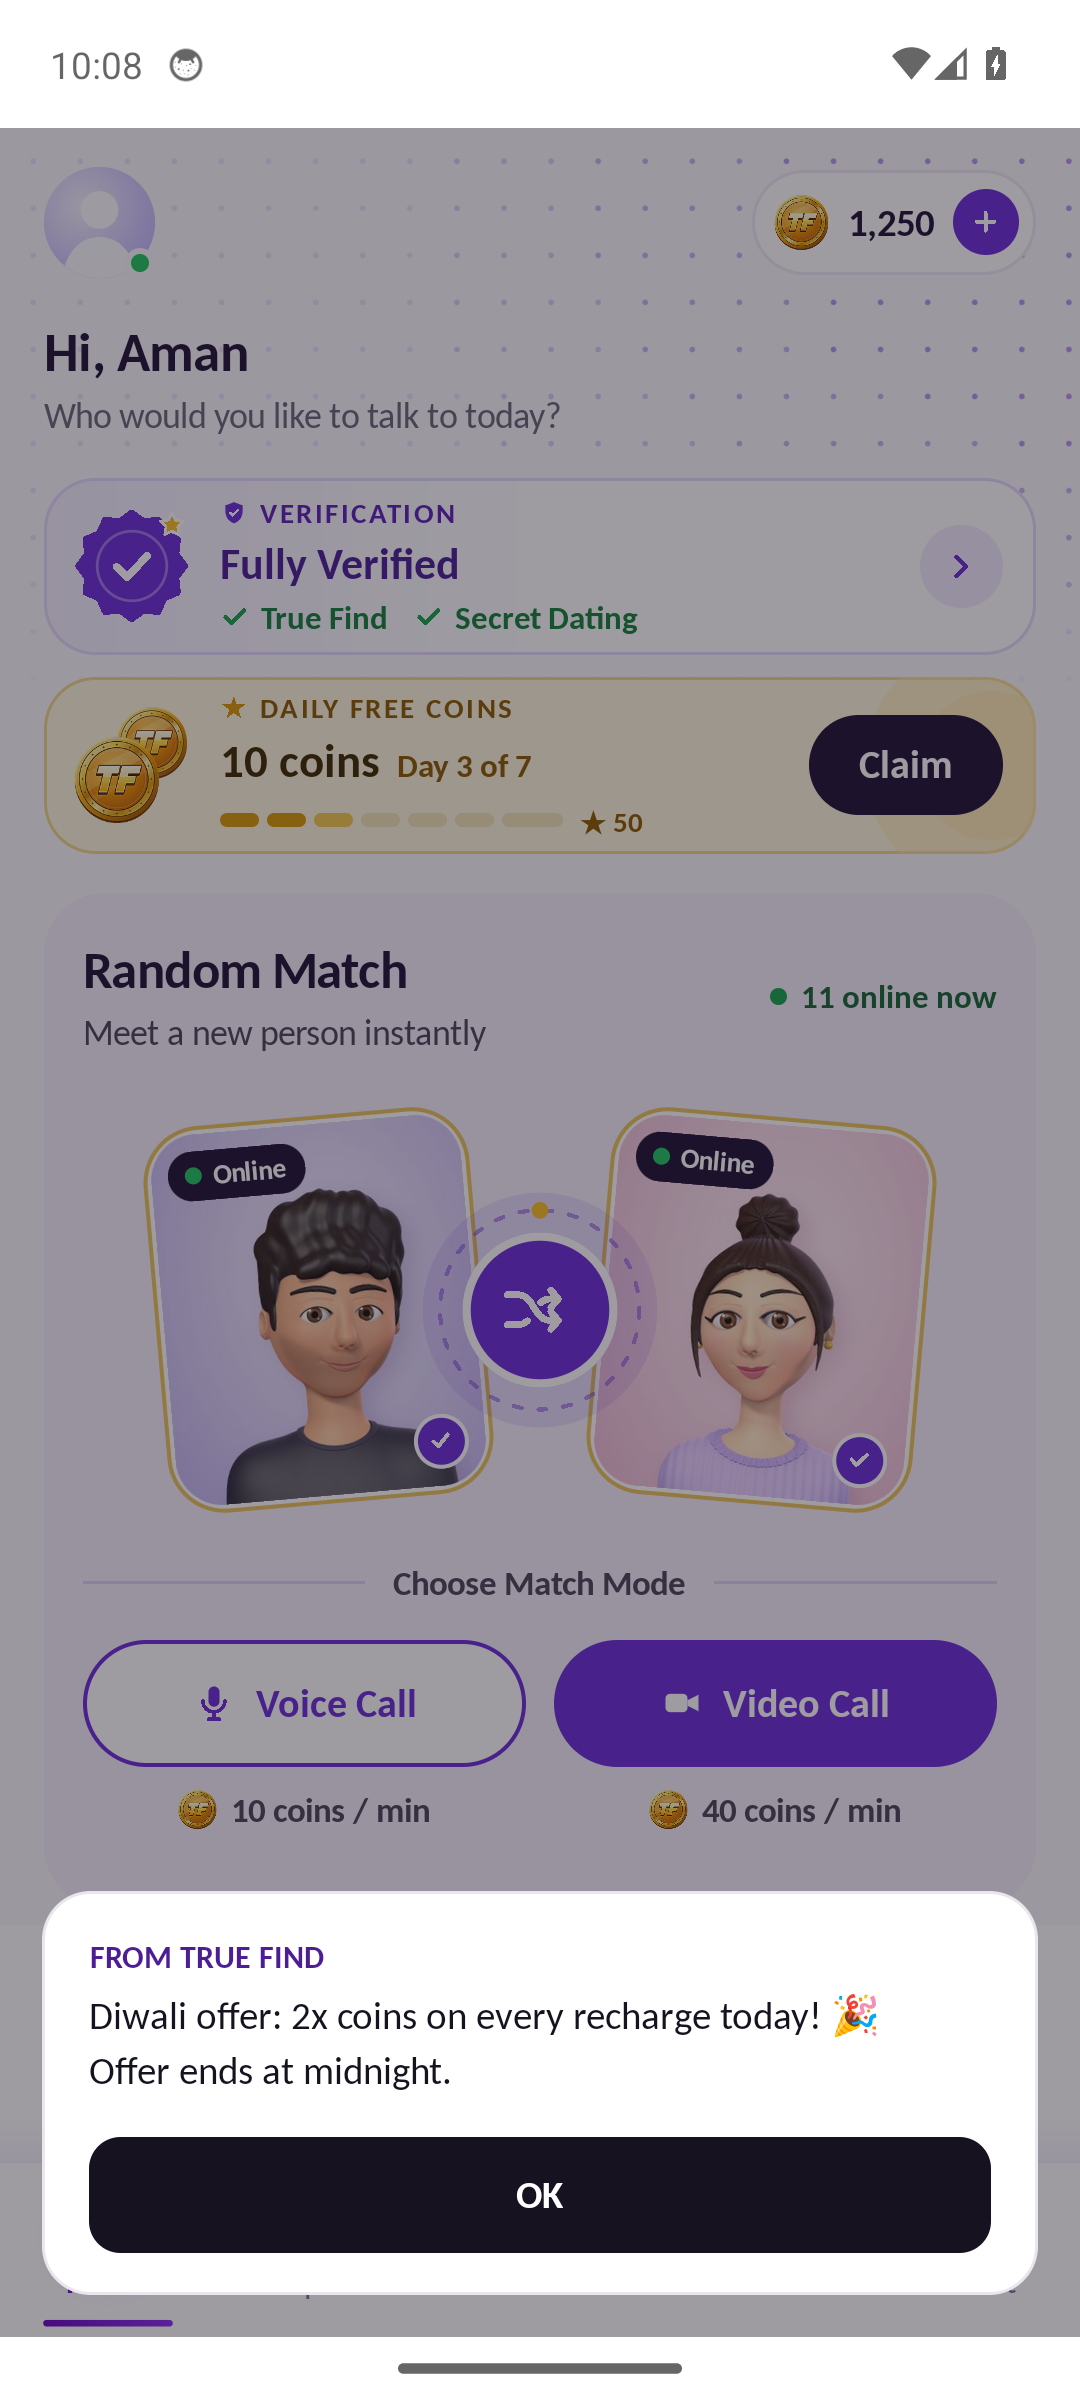 10:08
1,250
Hi, Aman
Who would you like to talk to today?
VERIFICATION
Fully Verified
True Find Secret Dating
DAILY FREE COINS
10 coins Day 3 of 7
★ 50
Claim
Random Match
Meet a new person instantly
11 online now
Online
Online
Choose Match Mode
Voice Call
Video Call
TF 10 coins / min
TF 40 coins / min
FROM TRUE FIND
Diwali offer: 2x coins on every recharge today! 🎉
Offer ends at midnight.
OK